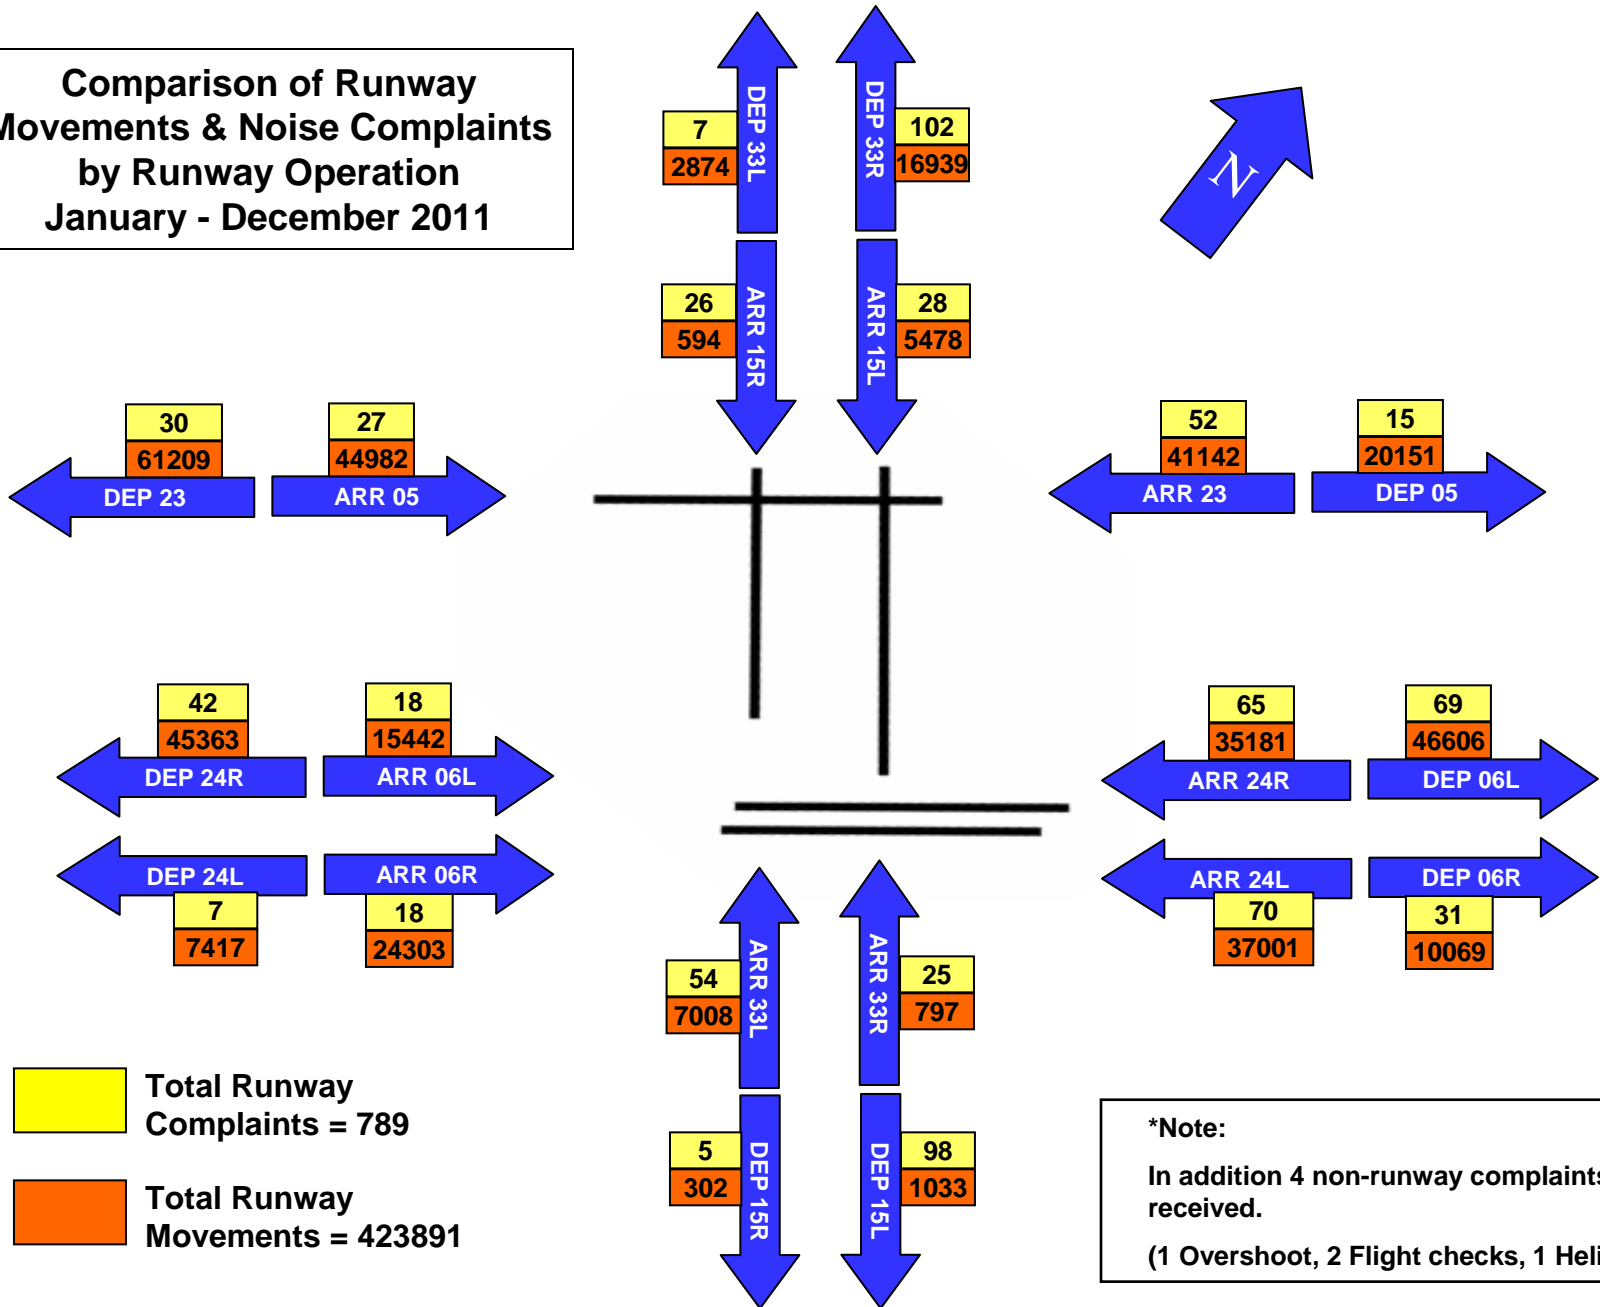 Comparison of Runway
Movements & Noise Complaints
by Runway Operation
January - December 2011
7
2874
DEP 33L
DEP 33R
102
16939
N
26
594
ARR 15R
ARR 15L
28
5478
30
61209
DEP 23
27
44982
ARR 05
52
41142
ARR 23
15
20151
DEP 05
42
45363
DEP 24R
18
15442
ARR 06L
65
35181
ARR 24R
69
46606
DEP 06L
DEP 24L
7
7417
ARR 06R
18
24303
ARR 24L
70
37001
DEP 06R
31
10069
54
7008
ARR 33L
ARR 33R
25
797
5
302
DEP 15R
DEP 15L
98
1033
Total Runway
Complaints = 789
Total Runway
Movements = 423891
*Note:
In addition 4 non-runway complaints
received.
(1 Overshoot, 2 Flight checks, 1 Heli